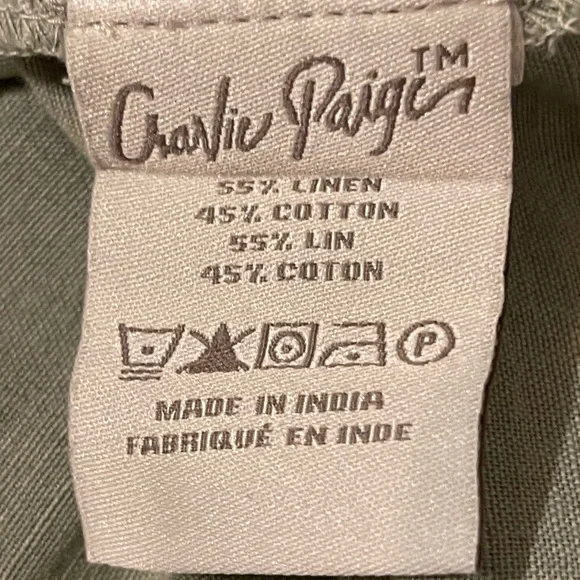 Charlie Paige™
55% LINEN
45% COTTON
55% LIN
45% COTON
P
MADE IN INDIA
FABRIQUÉ EN INDE